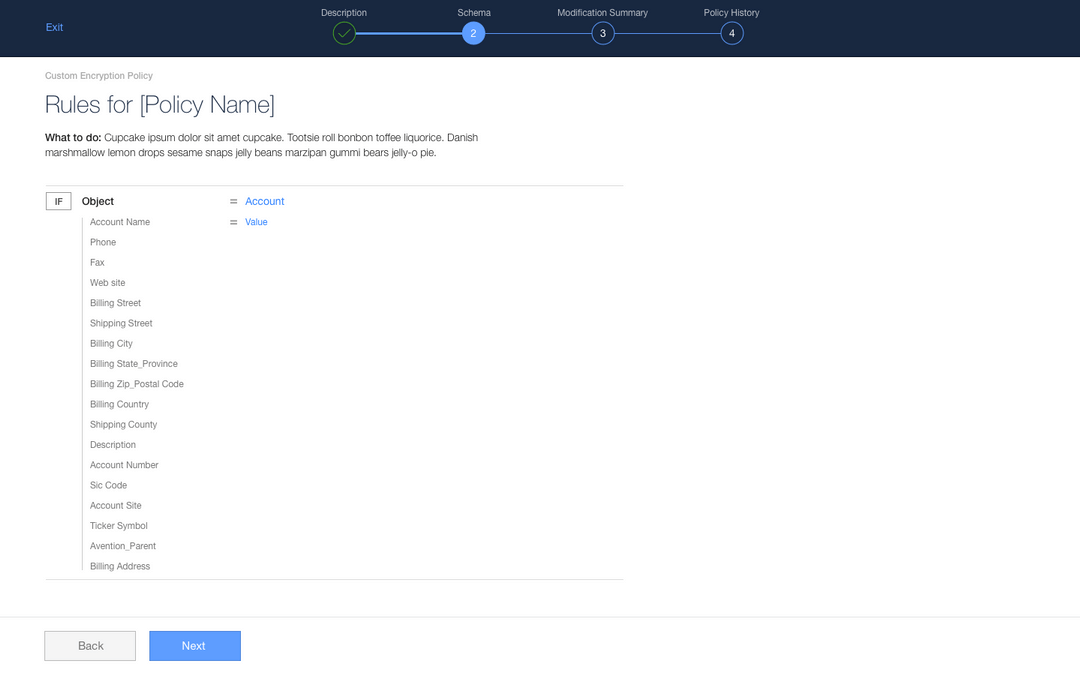 Exit
Description
Schema
Modification Summary
Policy History
2
3
4
Custom Encryption Policy
Rules for [Policy Name]
What to do: Cupcake ipsum dolor sit amet cupcake. Tootsie roll bonbon toffee liquorice. Danish
marshmallow lemon drops sesame snaps jelly beans marzipan gummi bears jelly-o pie.
IF Object = Account
Account Name = Value
Phone
Fax
Web site
Billing Street
Shipping Street
Billing City
Billing State_Province
Billing Zip_Postal Code
Billing Country
Shipping County
Description
Account Number
Sic Code
Account Site
Ticker Symbol
Avention_Parent
Billing Address
Back
Next